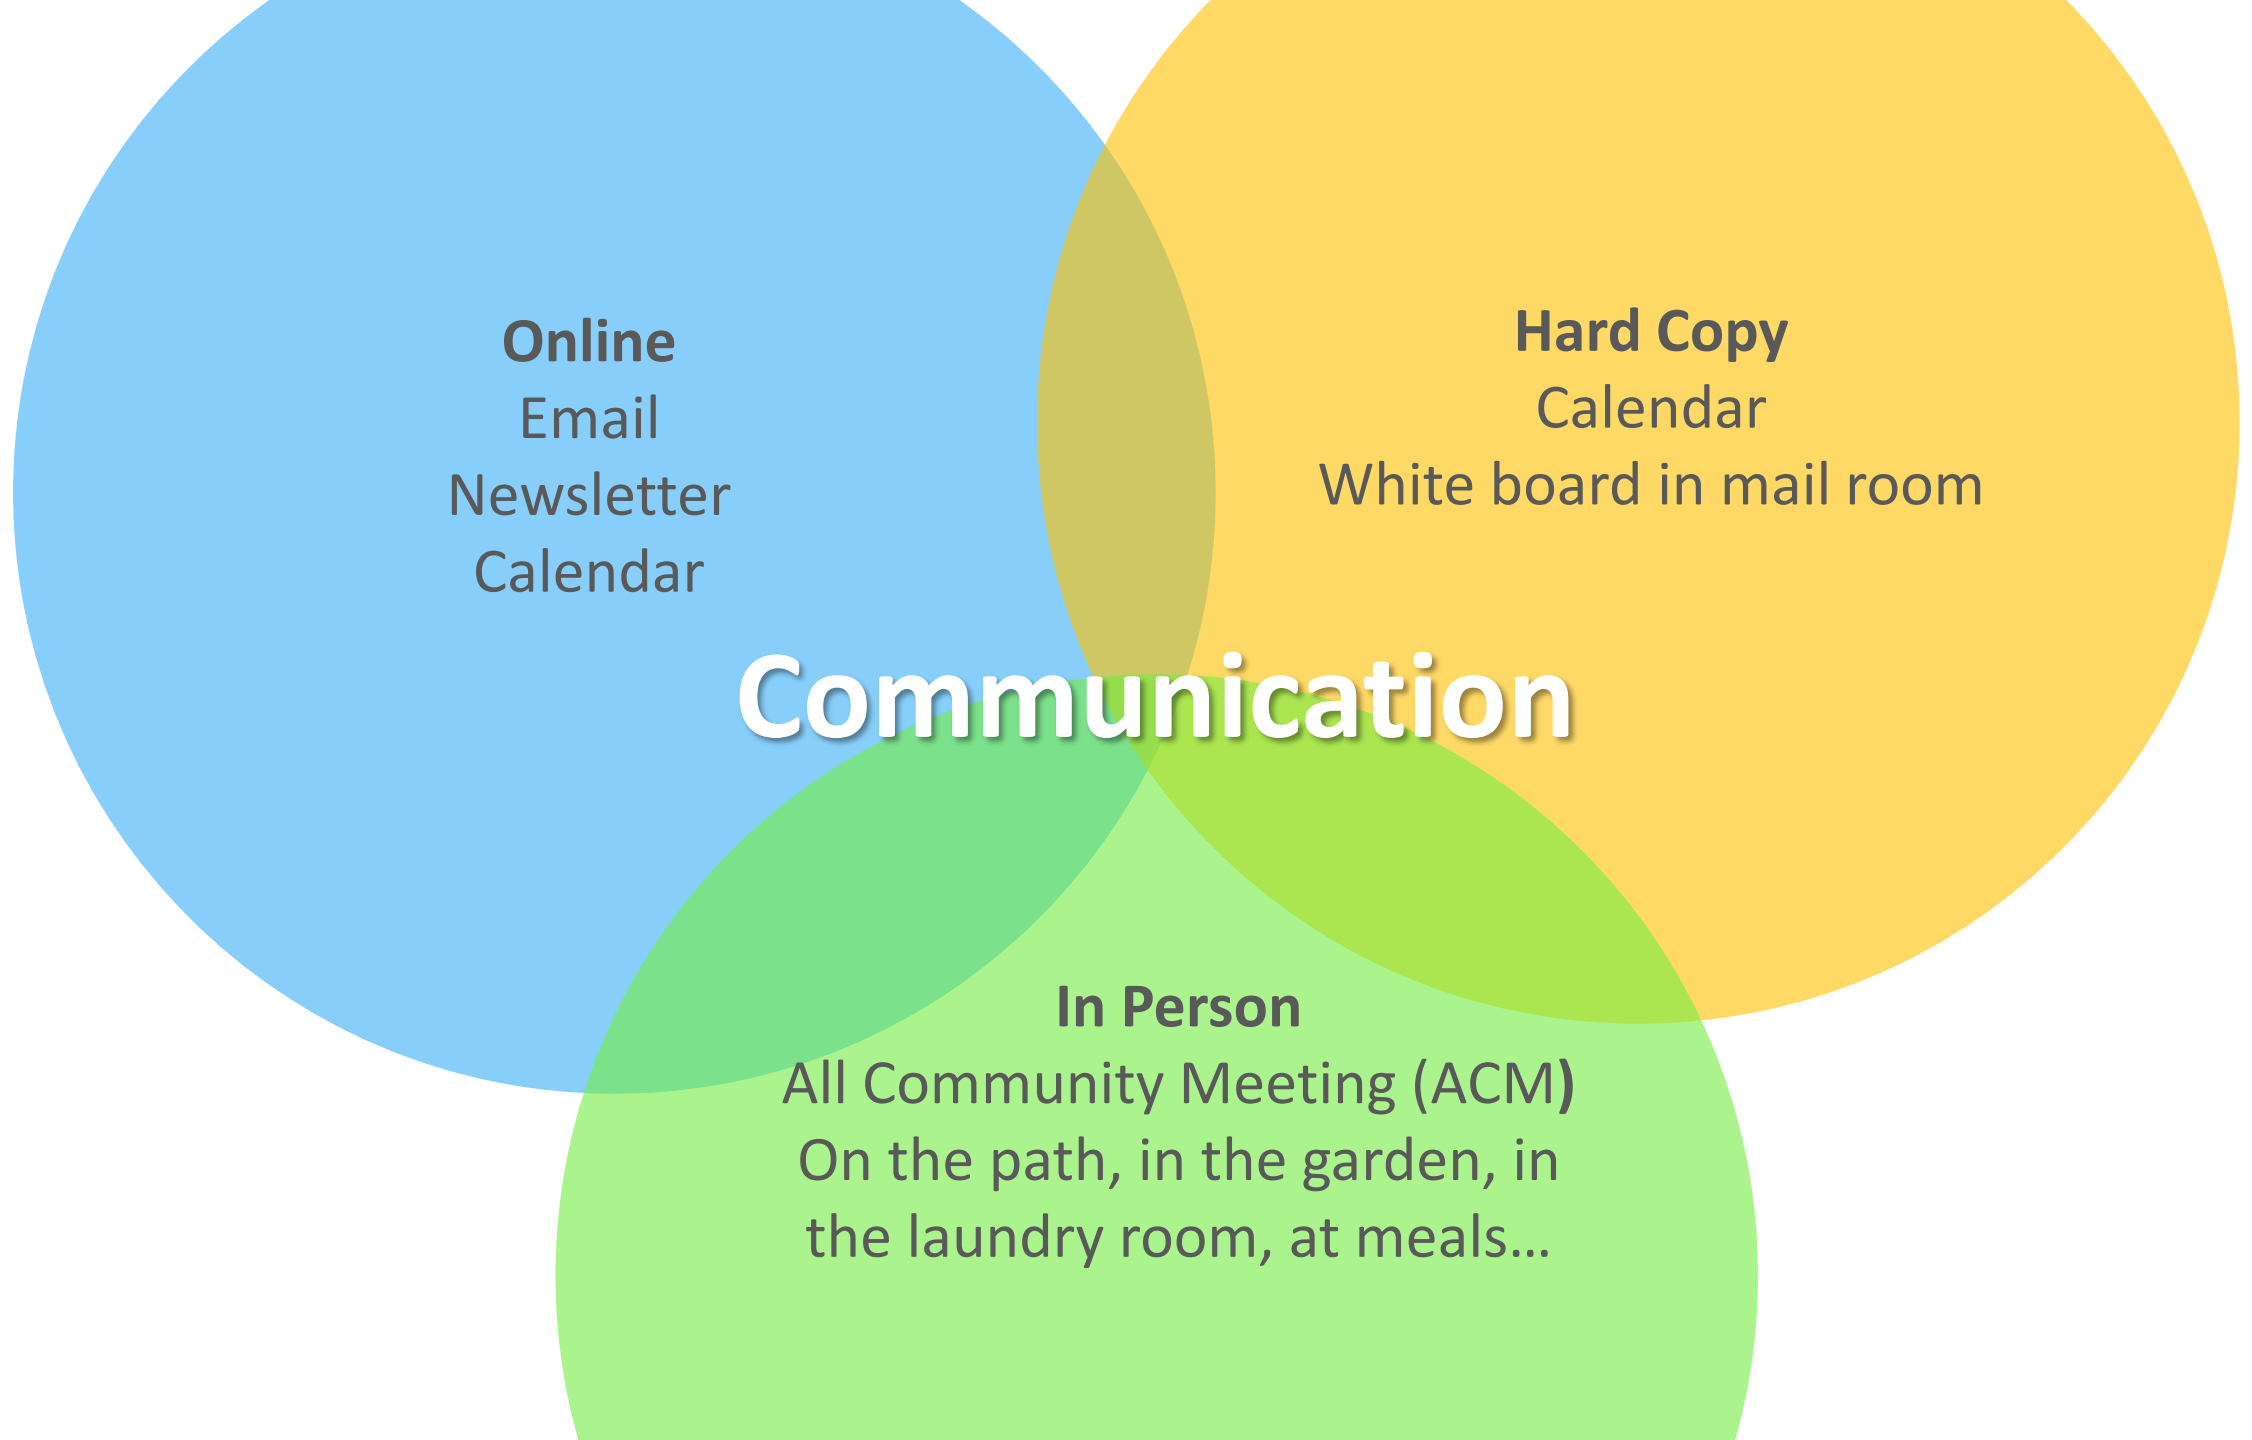 Online
Email
Newsletter
Calendar
Hard Copy
Calendar
White board in mail room
Communication
In Person
All Community Meeting (ACM)
On the path, in the garden, in
the laundry room, at meals…